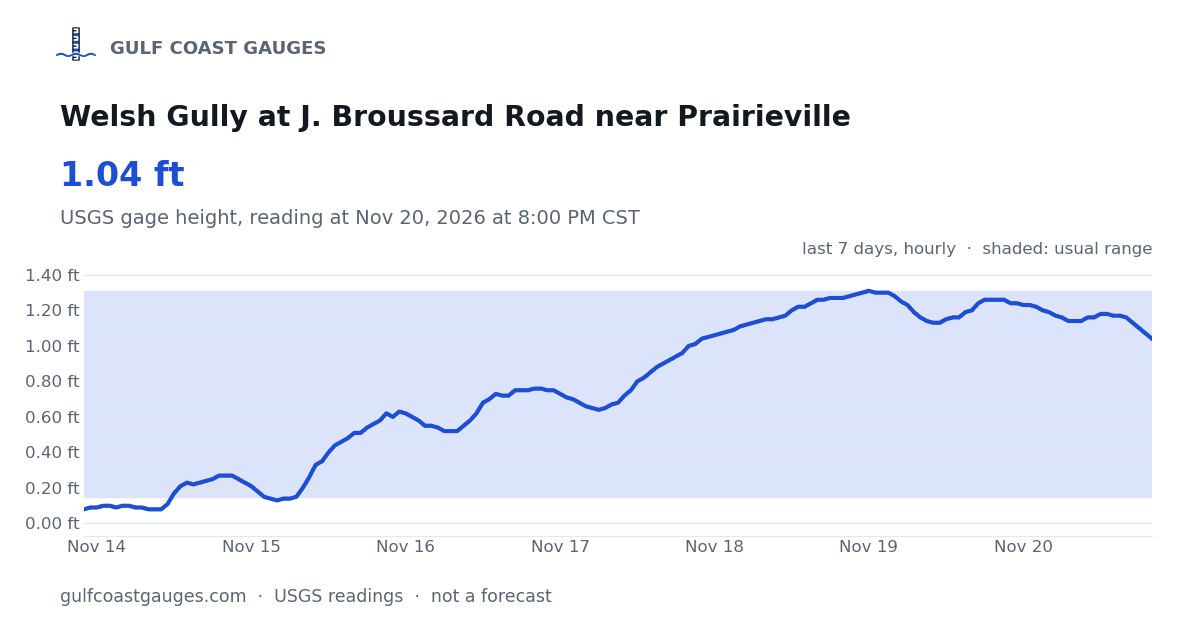 GULF COAST GAUGES
Welsh Gully at J. Broussard Road near Prairieville
1.04 ft
USGS gage height, reading at Nov 20, 2026 at 8:00 PM CST
last 7 days, hourly · shaded: usual range
1.40 ft
1.20 ft
1.00 ft
0.80 ft
0.60 ft
0.40 ft
0.20 ft
0.00 ft
Nov 14 Nov 15 Nov 16 Nov 17 Nov 18 Nov 19 Nov 20
gulfcoastgauges.com · USGS readings · not a forecast